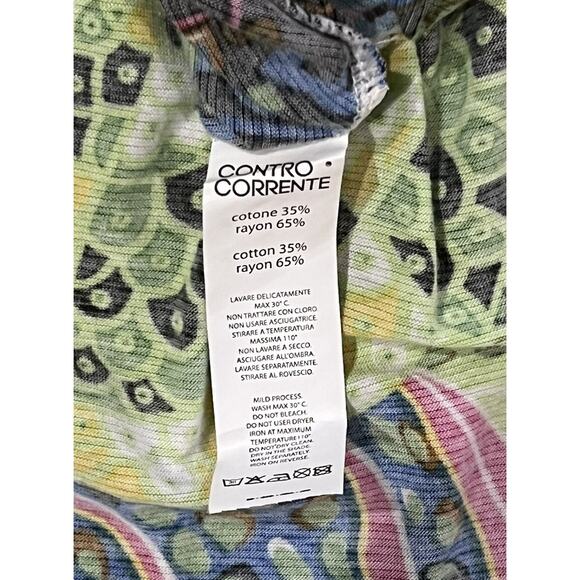 CONTRO
CORRENTE
cotone 35%
rayon 65%
cotton 35%
rayon 65%
LAVARE DELICATAMENTE
MAX 30° C.
NON TRATTARE CON CLORO
NON USARE ASCIUGATRICE.
STIRARE A TEMPERATURA
MASSIMA 110°
NON LAVARE A SECCO.
ASCIUGARE ALL'OMBRA.
LAVARE SEPARATAMENTE.
STIRARE AL ROVESCIO.
MILD PROCESS.
WASH MAX 30° C.
DO NOT BLEACH.
DO NOT USE DRYER.
IRON AT MAXIMUM
TEMPERATURE 110°
DO NOT DRY CLEAN.
DRY IN THE SHADE.
WASH SEPARATELY.
IRON ON REVERSE.